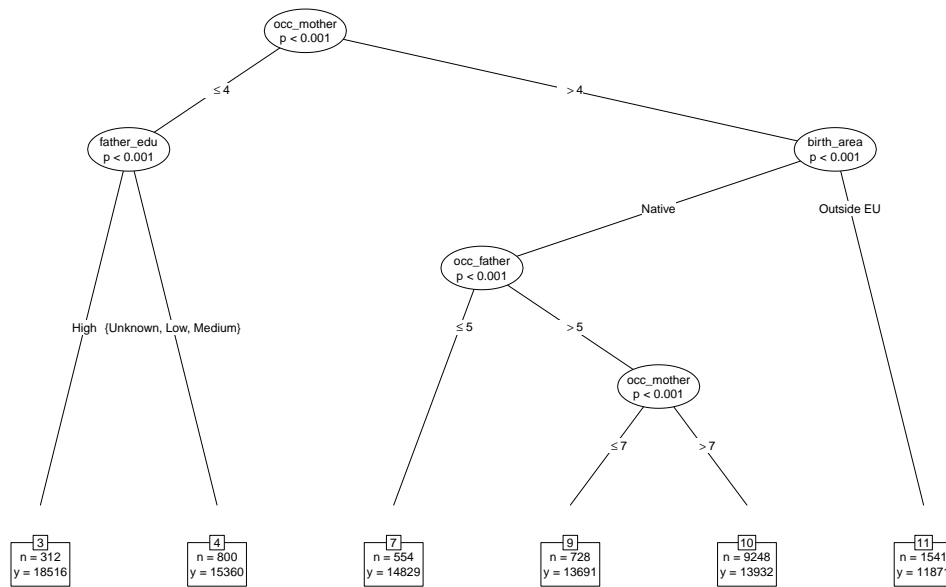 occ_mother
p < 0.001
≤ 4
> 4
father_edu
p < 0.001
birth_area
p < 0.001
Native
Outside EU
occ_father
p < 0.001
High
{Unknown, Low, Medium}
≤ 5
> 5
occ_mother
p < 0.001
≤ 7
> 7
3
n = 312
y = 18516
4
n = 800
y = 15360
7
n = 554
y = 14829
9
n = 728
y = 13691
10
n = 9248
y = 13932
11
n = 1541
y = 11871